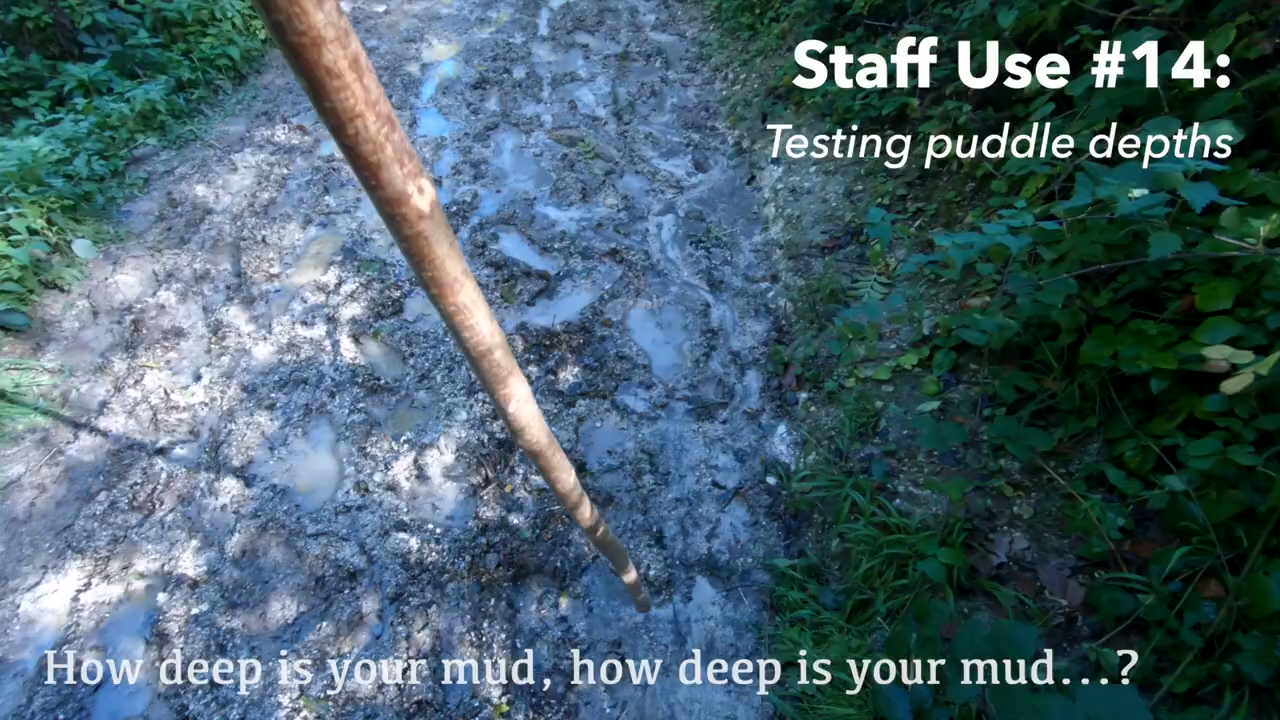 Staff Use #14:
Testing puddle depths
How deep is your mud, how deep is your mud...?